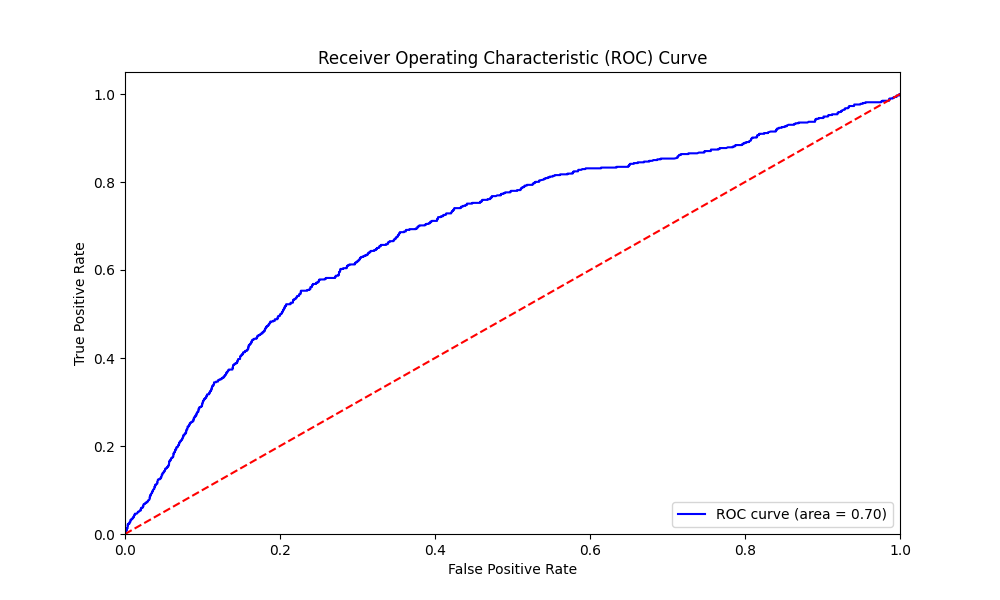 Receiver Operating Characteristic (ROC) Curve
1.0
0.8
0.6
0.4
0.2
0.0
True Positive Rate
ROC curve (area = 0.70)
0.0 0.2 0.4 0.6 0.8 1.0
False Positive Rate